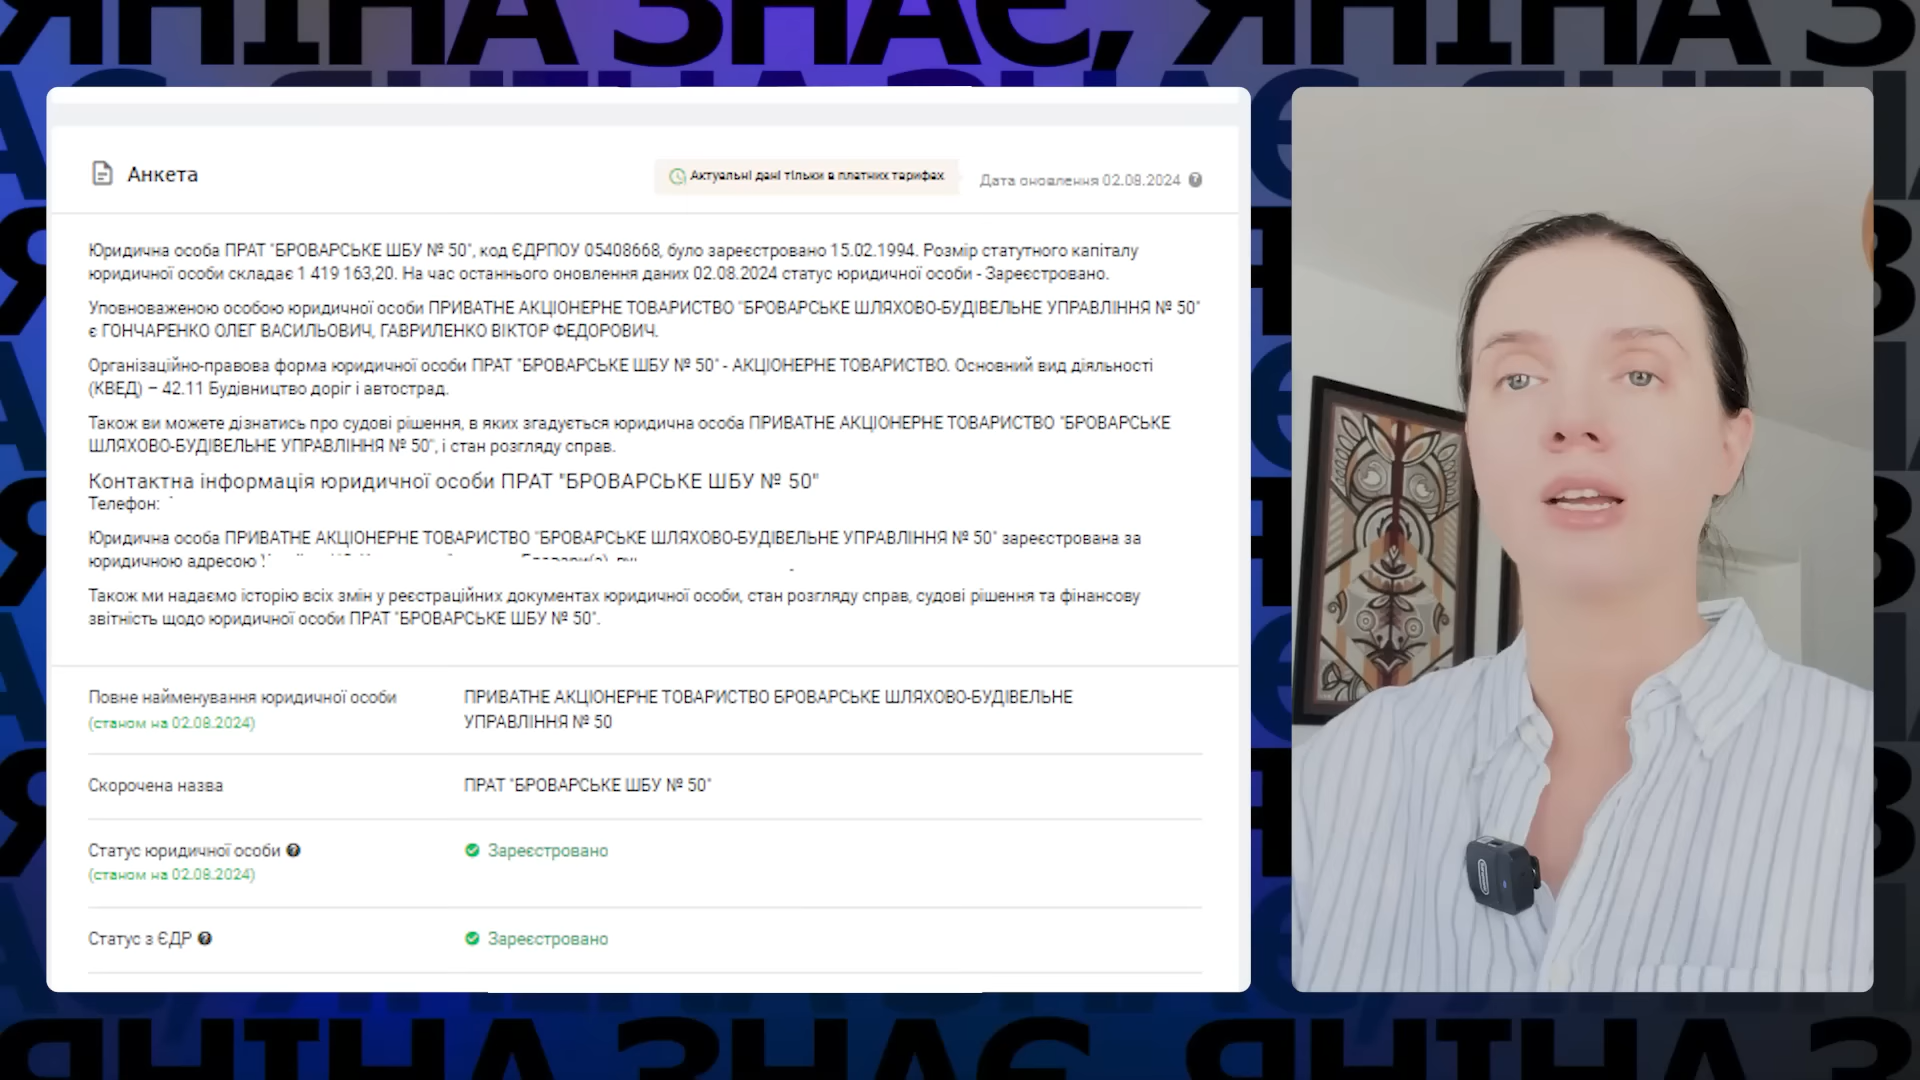 ЯНІНА ЗНАЄ, ЯНІНА З
Анкета
Актуальні дані тільки в платних тарифах
Дата оновлення 02.08.2024
Юридична особа ПРАТ "БРОВАРСЬКЕ ШБУ № 50", код ЄДРПОУ 05408668, було зареєстровано 15.02.1994. Розмір статутного капіталу
юридичної особи складає 1 419 163,20. На час останнього оновлення даних 02.08.2024 статус юридичної особи - Зареєстровано.
Уповноваженою особою юридичної особи ПРИВАТНЕ АКЦІОНЕРНЕ ТОВАРИСТВО "БРОВАРСЬКЕ ШЛЯХОВО-БУДІВЕЛЬНЕ УПРАВЛІННЯ № 50"
є ГОНЧАРЕНКО ОЛЕГ ВАСИЛЬОВИЧ, ГАВРИЛЕНКО ВІКТОР ФЕДОРОВИЧ.
Організаційно-правова форма юридичної особи ПРАТ "БРОВАРСЬКЕ ШБУ № 50" - АКЦІОНЕРНЕ ТОВАРИСТВО. Основний вид діяльності
(КВЕД) – 42.11 Будівництво доріг і автострад.
Також ви можете дізнатись про судові рішення, в яких згадується юридична особа ПРИВАТНЕ АКЦІОНЕРНЕ ТОВАРИСТВО "БРОВАРСЬКЕ
ШЛЯХОВО-БУДІВЕЛЬНЕ УПРАВЛІННЯ № 50", і стан розгляду справ.
Контактна інформація юридичної особи ПРАТ "БРОВАРСЬКЕ ШБУ № 50"
Телефон:
Юридична особа ПРИВАТНЕ АКЦІОНЕРНЕ ТОВАРИСТВО "БРОВАРСЬКЕ ШЛЯХОВО-БУДІВЕЛЬНЕ УПРАВЛІННЯ № 50" зареєстрована за
юридичною адресою
Також ми надаємо історію всіх змін у реєстраційних документах юридичної особи, стан розгляду справ, судові рішення та фінансову
звітність щодо юридичної особи ПРАТ "БРОВАРСЬКЕ ШБУ № 50".
Повне найменування юридичної особи
(станом на 02.08.2024)
ПРИВАТНЕ АКЦІОНЕРНЕ ТОВАРИСТВО БРОВАРСЬКЕ ШЛЯХОВО-БУДІВЕЛЬНЕ
УПРАВЛІННЯ № 50
Скорочена назва
ПРАТ "БРОВАРСЬКЕ ШБУ № 50"
Статус юридичної особи
(станом на 02.08.2024)
Зареєстровано
Статус з ЄДР
Зареєстровано
ЯНІНА ЗНАЄ, ЯНІНА З